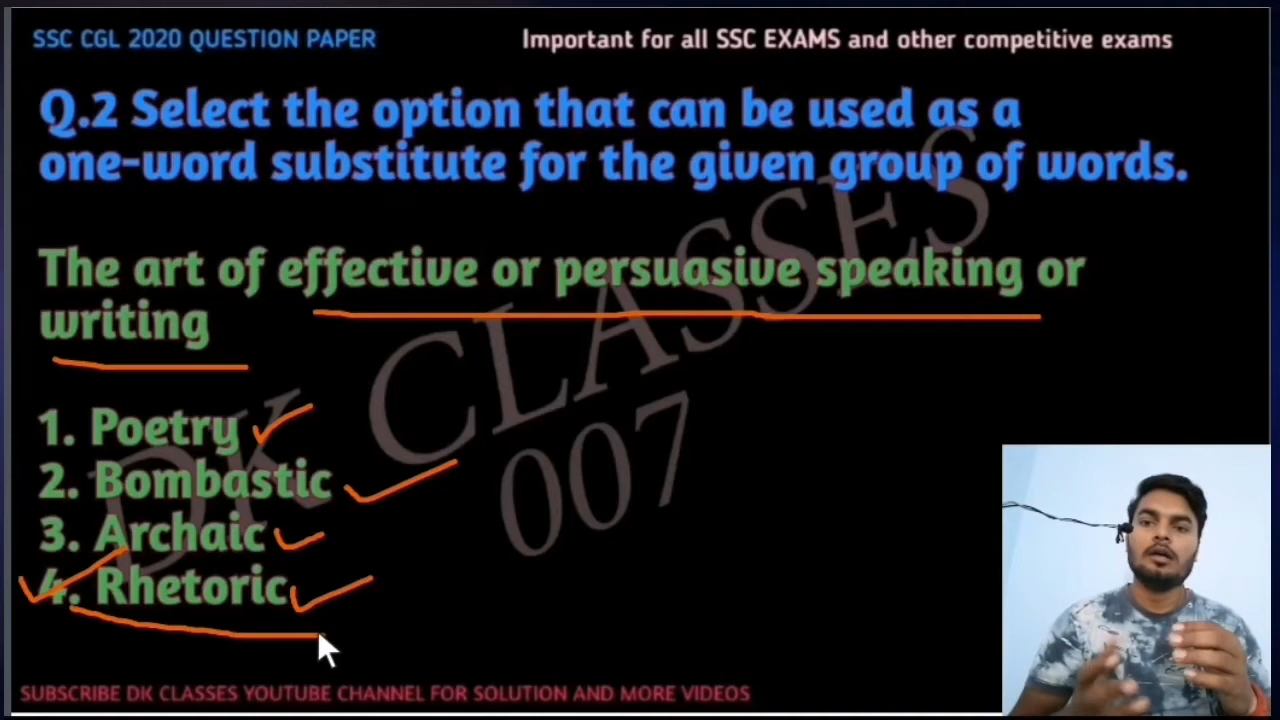 SSC CGL 2020 QUESTION PAPER
Important for all SSC EXAMS and other competitive exams
Q.2 Select the option that can be used as a
one-word substitute for the given group of words.
The art of effective or persuasive speaking or
writing
1. Poetry
2. Bombastic
3. Archaic
4. Rhetoric
DK CLASSES
007
SUBSCRIBE DK CLASSES YOUTUBE CHANNEL FOR SOLUTION AND MORE VIDEOS